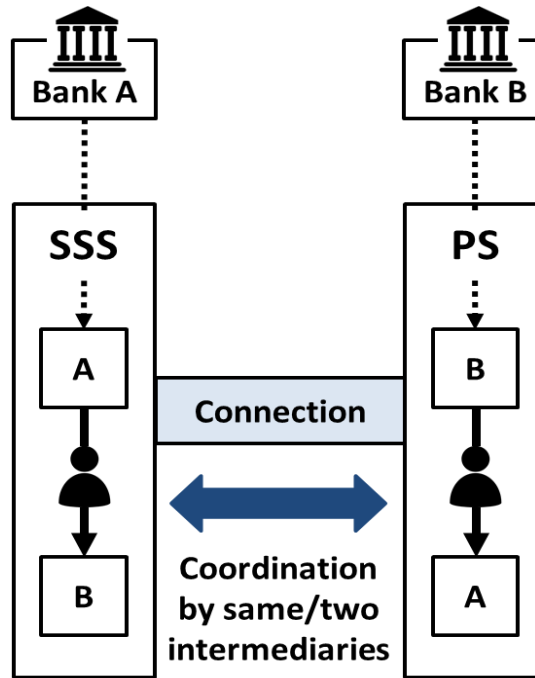 Bank A
Bank B
SSS
PS
A
B
Connection
Coordination
by same/two
intermediaries
B
A